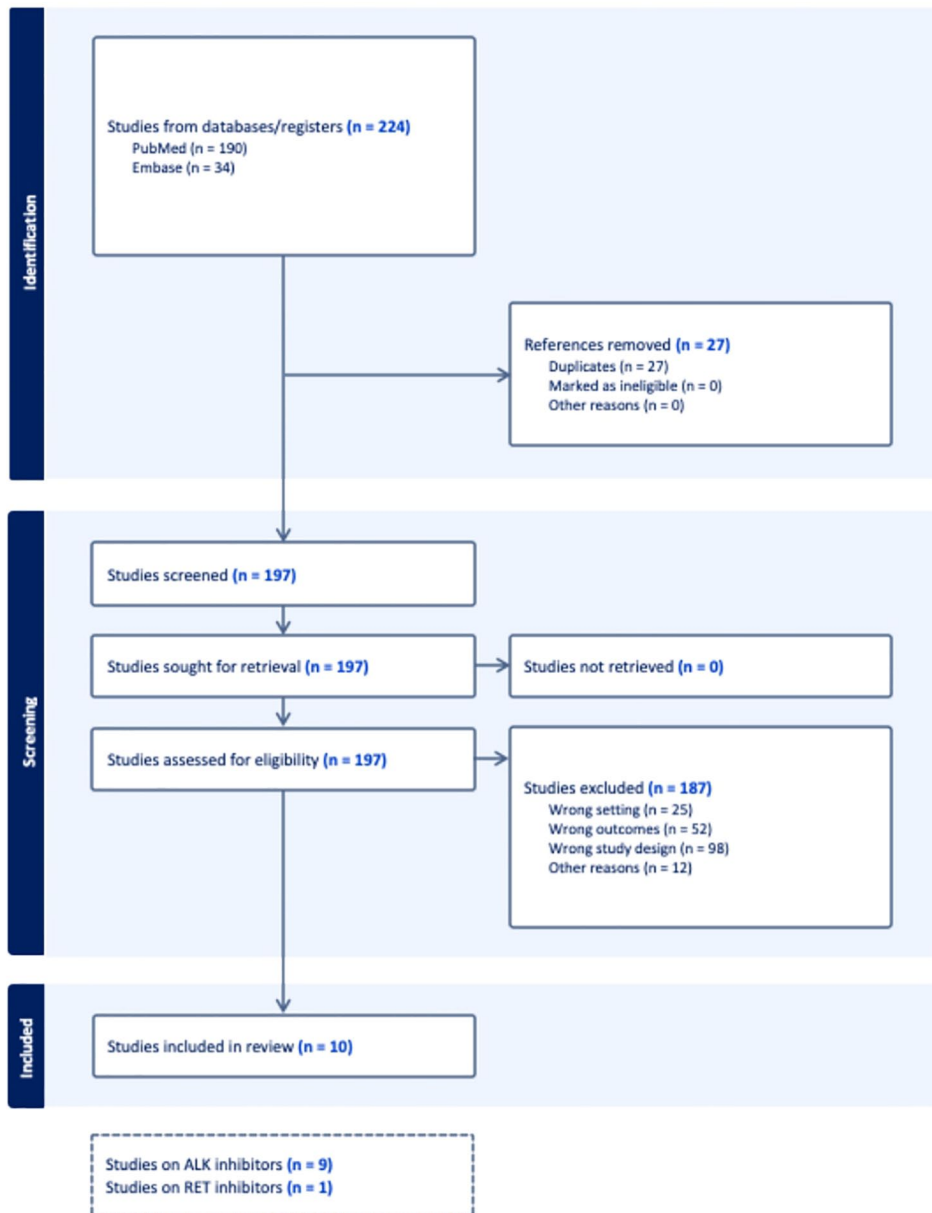 Identification
Studies from databases/registers (n = 224)
PubMed (n = 190)
Embase (n = 34)
References removed (n = 27)
Duplicates (n = 27)
Marked as ineligible (n = 0)
Other reasons (n = 0)
Screening
Studies screened (n = 197)
Studies sought for retrieval (n = 197)
Studies not retrieved (n = 0)
Studies assessed for eligibility (n = 197)
Studies excluded (n = 187)
Wrong setting (n = 25)
Wrong outcomes (n = 52)
Wrong study design (n = 98)
Other reasons (n = 12)
Included
Studies included in review (n = 10)
Studies on ALK inhibitors (n = 9)
Studies on RET inhibitors (n = 1)